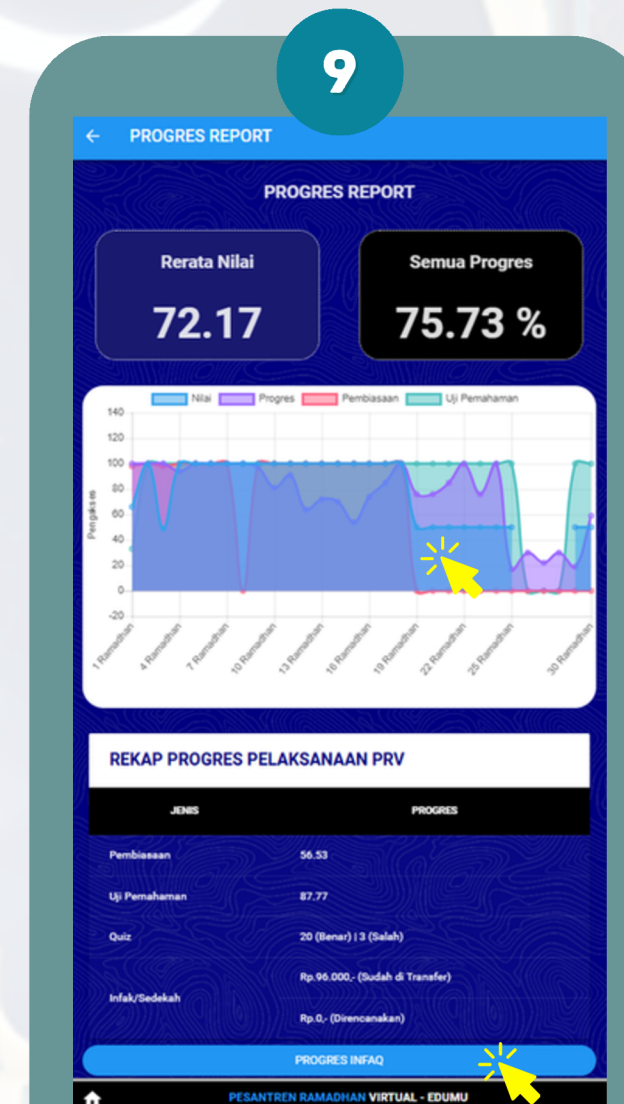 9
PROGRES REPORT
PROGRES REPORT
Rerata Nilai
Semua Progres
72.17
75.73 %
Nilai Progres Pembiasaan Uji Pemahaman
140
120
100
80
60
40
20
0
-20
Pengakses
1 Ramadhan
4 Ramadhan
7 Ramadhan
10 Ramadhan
13 Ramadhan
16 Ramadhan
19 Ramadhan
22 Ramadhan
25 Ramadhan
30 Ramadhan
REKAP PROGRES PELAKSANAAN PRV
JENIS PROGRES
Pembiasaan 56.53
Uji Pemahaman 87.77
Quiz 20 (Benar) | 3 (Salah)
Rp.96.000,- (Sudah di Transfer)
Infak/Sedekah
Rp.0,- (Direncanakan)
PROGRES INFAQ
PESANTREN RAMADHAN VIRTUAL - EDUMU